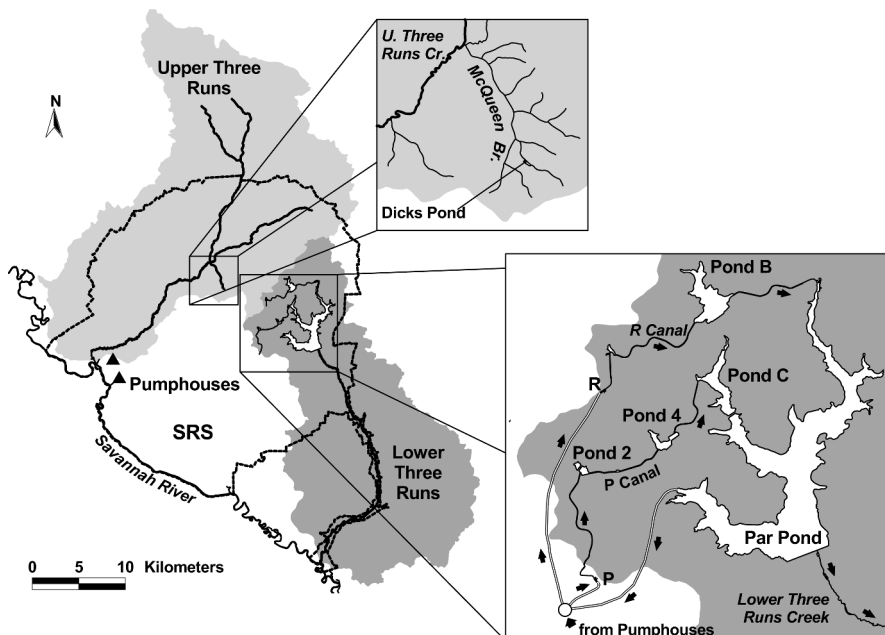 U. Three
Runs Cr.
McQueen Br.
Dicks Pond
Upper Three
Runs
N
Pumphouses
SRS
Savannah River
Lower
Three
Runs
0 5 10 Kilometers
Pond B
R Canal
R
Pond C
Pond 4
Pond 2
P Canal
Par Pond
P
Lower Three
Runs Creek
from Pumphouses